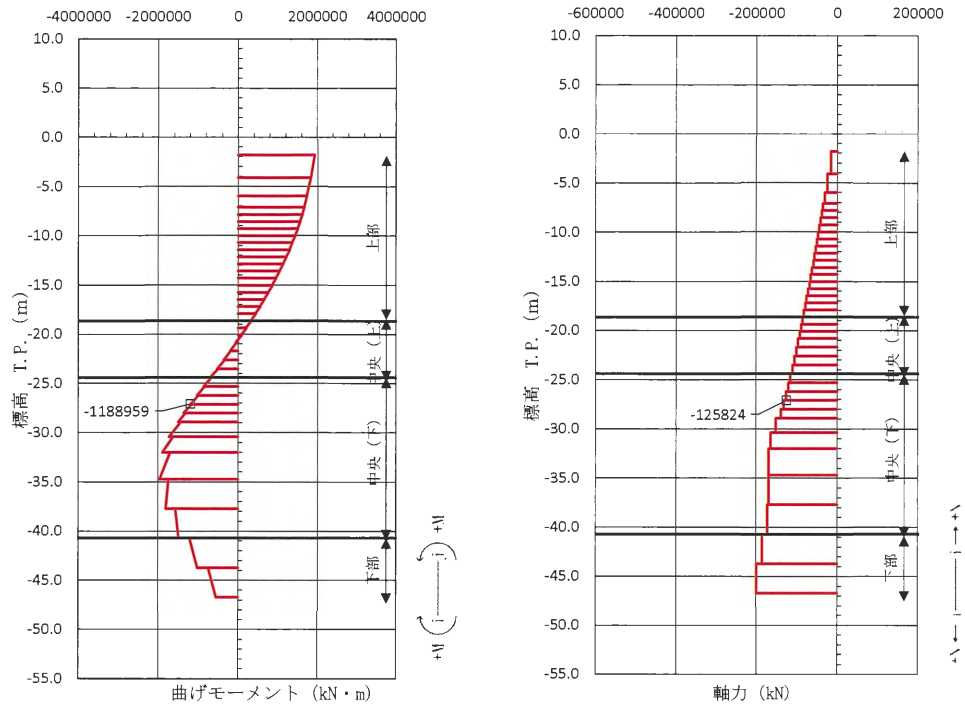 -4000000 -2000000 0 2000000 4000000
10.0
5.0
0.0
-5.0
-10.0
-15.0
-20.0
-25.0
-30.0
-35.0
-40.0
-45.0
-50.0
-55.0
標高, T.P. (m)
上部
中央 (上)
中央 (下)
下部
-1188959
+M i j +M
曲げモーメント (kN・m)
-600000 -400000 -200000 0 200000
10.0
5.0
0.0
-5.0
-10.0
-15.0
-20.0
-25.0
-30.0
-35.0
-40.0
-45.0
-50.0
-55.0
標高 T.P. (m)
上部
中央 (上)
中央 (下)
下部
-125824
+N ← i j → +N
軸力 (kN)